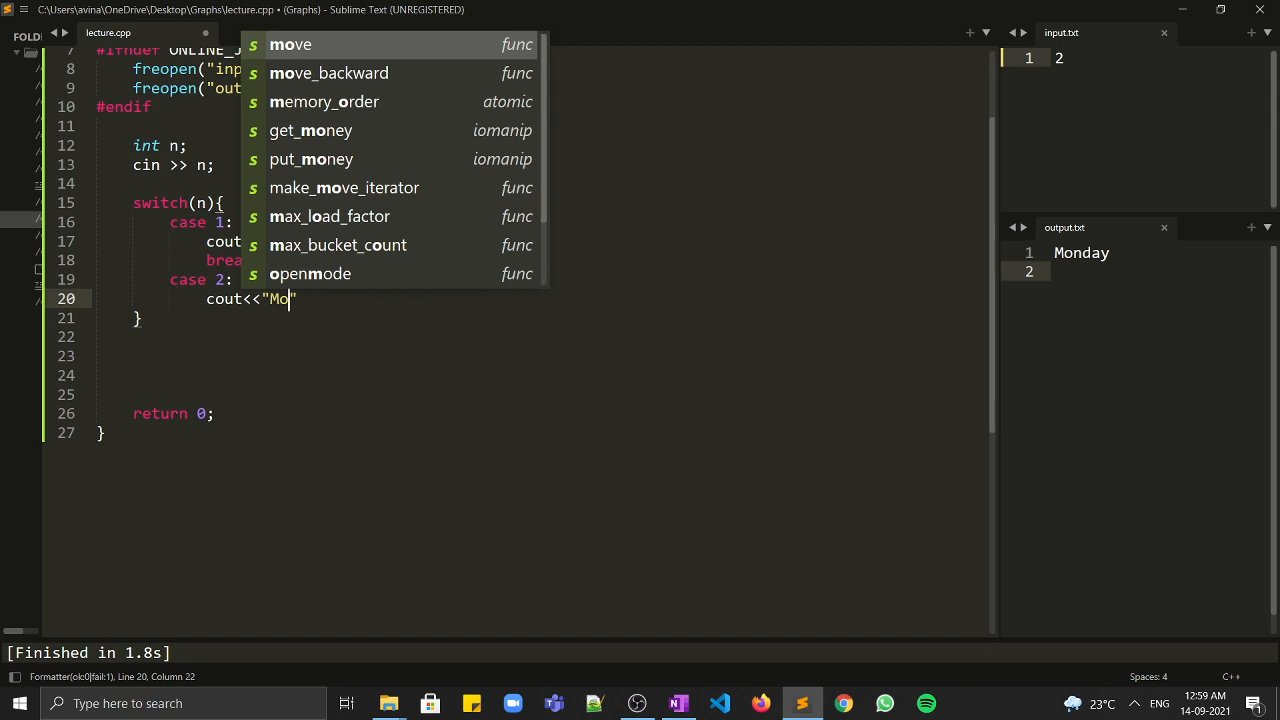 C:\Users\avina\OneDrive\Desktop\Graphs\lecture.cpp • (Graphs) - Sublime Text (UNREGISTERED)
FOLD
lecture.cpp
7 #ifndef ONLINE_J
8 freopen("inp
9 freopen("out
10 #endif
11
12 int n;
13 cin >> n;
14
15 switch(n){
16 case 1:
17 cout
18 brea
19 case 2:
20 cout<<"Mo"
21 }
22
23
24
25
26 return 0;
27 }
s move func
s move_backward func
s memory_order atomic
s get_money iomanip
s put_money iomanip
s make_move_iterator func
s max_load_factor func
s max_bucket_count func
s openmode func
input.txt
1 2
output.txt
1 Monday
2
[Finished in 1.8s]
Formatter(ok:0|fail:1), Line 20, Column 22
Spaces: 4
C++
Type here to search
23°C
ENG
12:59 AM
14-09-2021